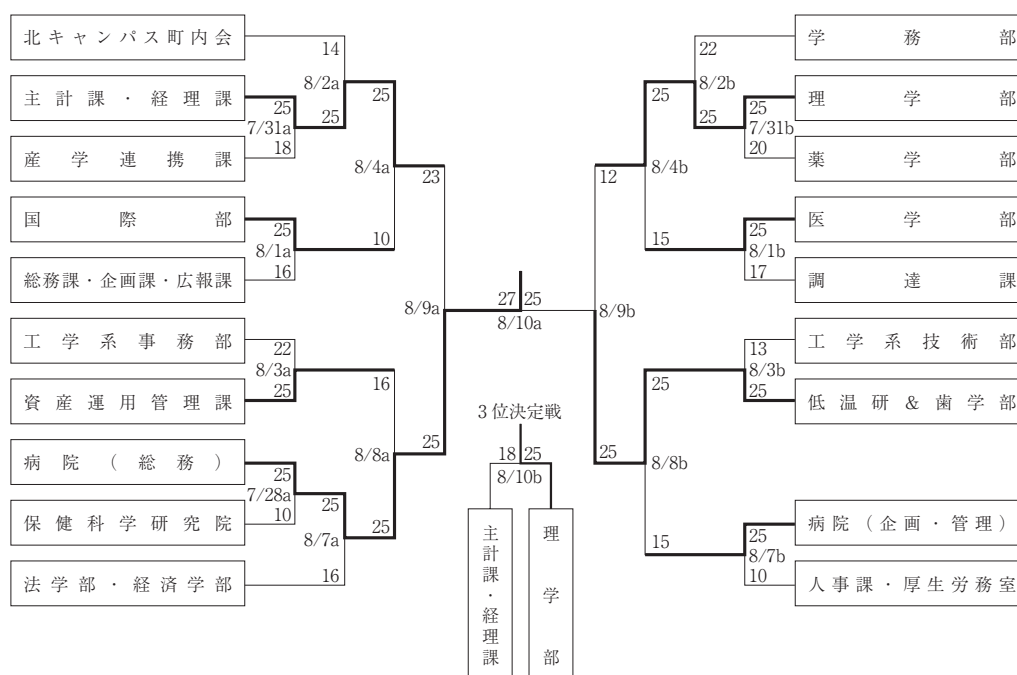 北キャンパス町内会
14
8/2a
主計課・経理課
25
25
7/31a
25
18
産学連携課
8/4a
23
国際部
25
10
8/1a
16
総務課・企画課・広報課
8/9a
工学系事務部
22
8/3a
16
25
資産運用管理課
25
8/8a
病院(総務)
25
7/28a
25
10
25
保健科学研究院
8/7a
16
法学部・経済学部
27 25
8/10a
3位決定戦
18 25
8/10b
主計課・経理課
理学部
学務部
22
8/2b
25
理学部
25
25
7/31b
20
薬学部
12
8/4b
医学部
15
25
8/1b
17
調達課
8/9b
工学系技術部
13
8/3b
25
25
低温研&歯学部
25
8/8b
15
病院(企画・管理)
25
8/7b
10
人事課・厚生労務室